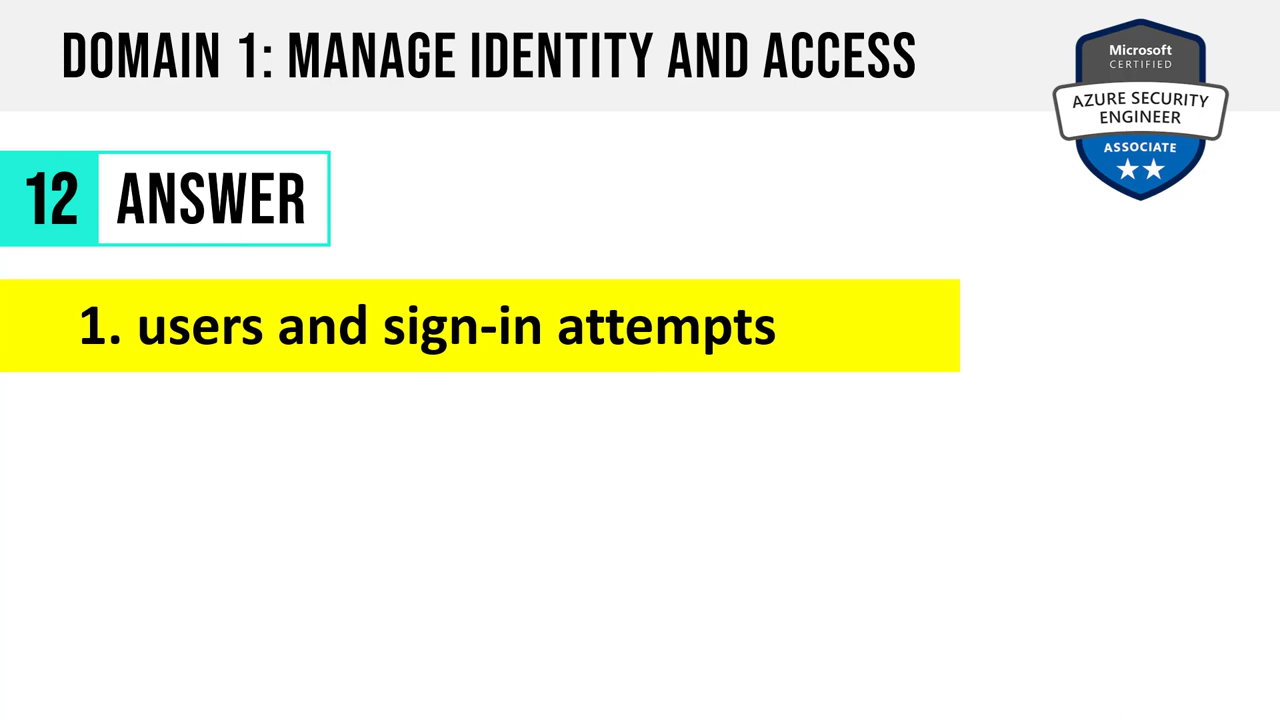 DOMAIN 1: MANAGE IDENTITY AND ACCESS
Microsoft
CERTIFIED
AZURE SECURITY
ENGINEER
ASSOCIATE
12 ANSWER
1. users and sign-in attempts